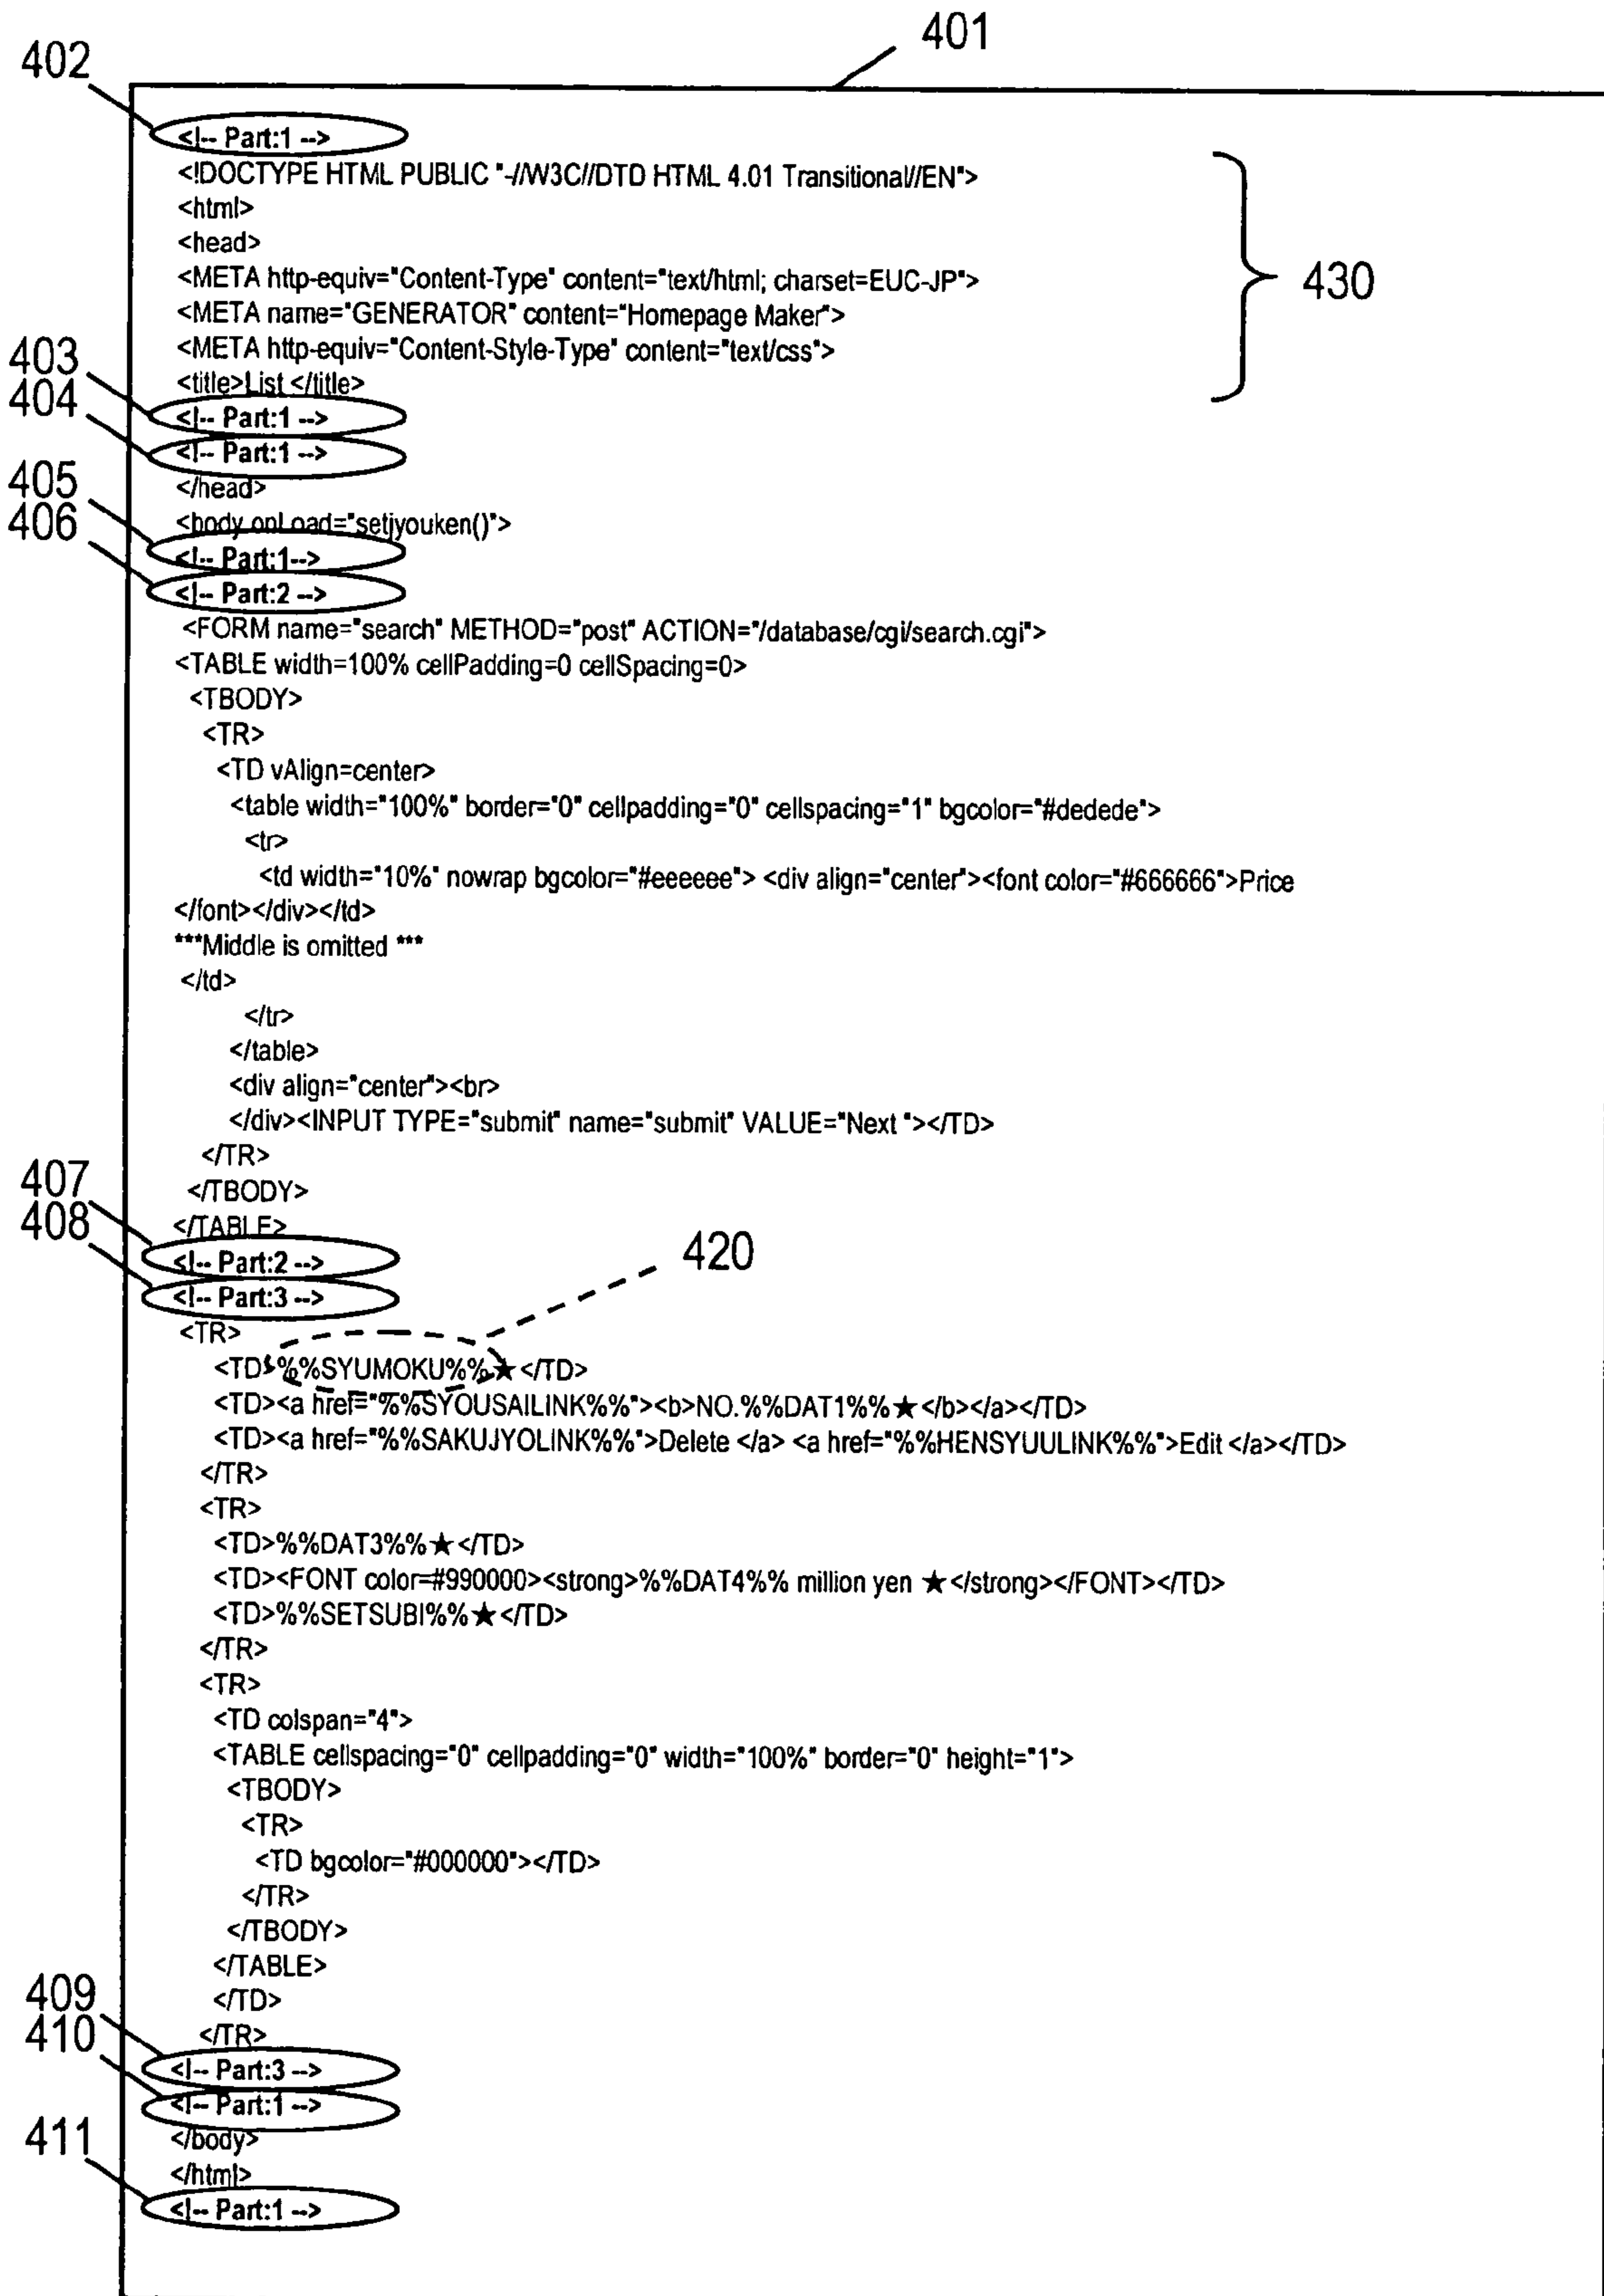 401
402
<!-- Part:1 -->
<!DOCTYPE HTML PUBLIC "-//W3C//DTD HTML 4.01 Transitional//EN">
<html>
<head>
<META http-equiv="Content-Type" content="text/html; charset=EUC-JP">
430
<META name="GENERATOR" content="Homepage Maker">
<META http-equiv="Content-Style-Type" content="text/css">
403
<title>List </title>
404
<!-- Part:1 -->
<!-- Part:1 -->
405
</head>
406
<body onLoad="setjyouken()">
<!-- Part:1-->
<!-- Part:2 -->
<FORM name="search" METHOD="post" ACTION="/database/cgi/search.cgi">
<TABLE width=100% cellPadding=0 cellSpacing=0>
<TBODY>
<TR>
<TD vAlign=center>
<table width="100%" border="0" cellpadding="0" cellspacing="1" bgcolor="#dedede">
<tr>
<td width="10%" nowrap bgcolor="#eeeeee"> <div align="center"><font color="#666666">Price
</font></div></td>
***Middle is omitted ***
</td>
</tr>
</table>
<div align="center"><br>
</div><INPUT TYPE="submit" name="submit" VALUE="Next "></TD>
</TR>
407
</TBODY>
408
</TABLE>
420
<!-- Part:2 -->
<!-- Part:3 -->
<TR>
<TD>%%SYUMOKU%%★</TD>
<TD><a href="%%SYOUSAILINK%%"><b>NO.%%DAT1%%★</b></a></TD>
<TD><a href="%%SAKUJYOLINK%%">Delete </a> <a href="%%HENSYUULINK%%">Edit </a></TD>
</TR>
<TR>
<TD>%%DAT3%%★</TD>
<TD><FONT color=#990000><strong>%%DAT4%% million yen ★</strong></FONT></TD>
<TD>%%SETSUBI%%★</TD>
</TR>
<TR>
<TD colspan="4">
<TABLE cellspacing="0" cellpadding="0" width="100%" border="0" height="1">
<TBODY>
<TR>
<TD bgcolor="#000000"></TD>
</TR>
</TBODY>
</TABLE>
409
</TD>
410
</TR>
<!-- Part:3 -->
<!-- Part:1 -->
411
</body>
</html>
<!-- Part:1 -->